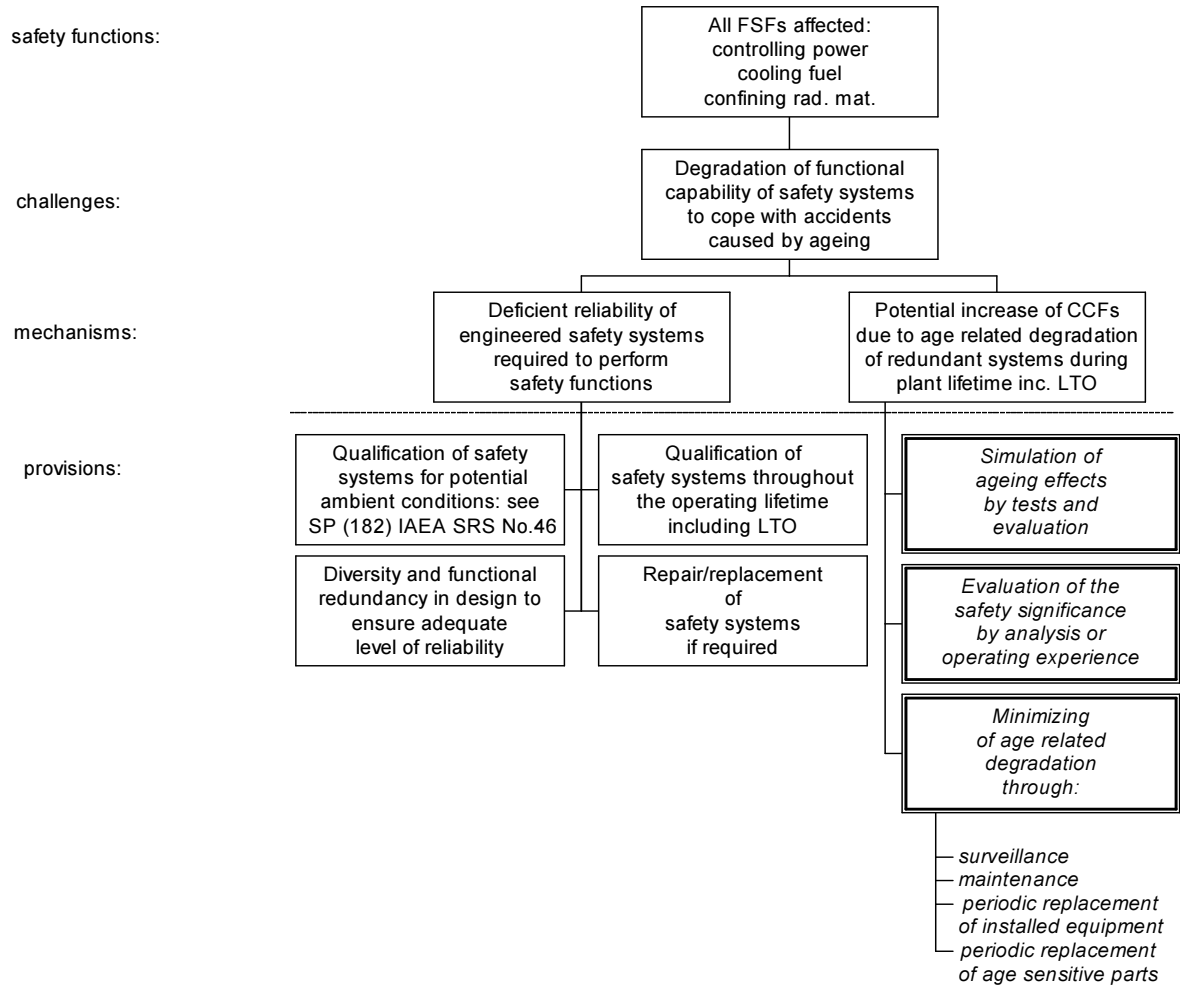 safety functions:
All FSFs affected:
controlling power
cooling fuel
confining rad. mat.
challenges:
Degradation of functional
capability of safety systems
to cope with accidents
caused by ageing
mechanisms:
Deficient reliability of
engineered safety systems
required to perform
safety functions
Potential increase of CCFs
due to age related degradation
of redundant systems during
plant lifetime inc. LTO
provisions:
Qualification of safety
systems for potential
ambient conditions: see
SP (182) IAEA SRS No.46
Qualification of
safety systems throughout
the operating lifetime
including LTO
Diversity and functional
redundancy in design to
ensure adequate
level of reliability
Repair/replacement
of
safety systems
if required
Simulation of
ageing effects
by tests and
evaluation
Evaluation of the
safety significance
by analysis or
operating experience
Minimizing
of age related
degradation
through:
surveillance
maintenance
periodic replacement
of installed equipment
periodic replacement
of age sensitive parts